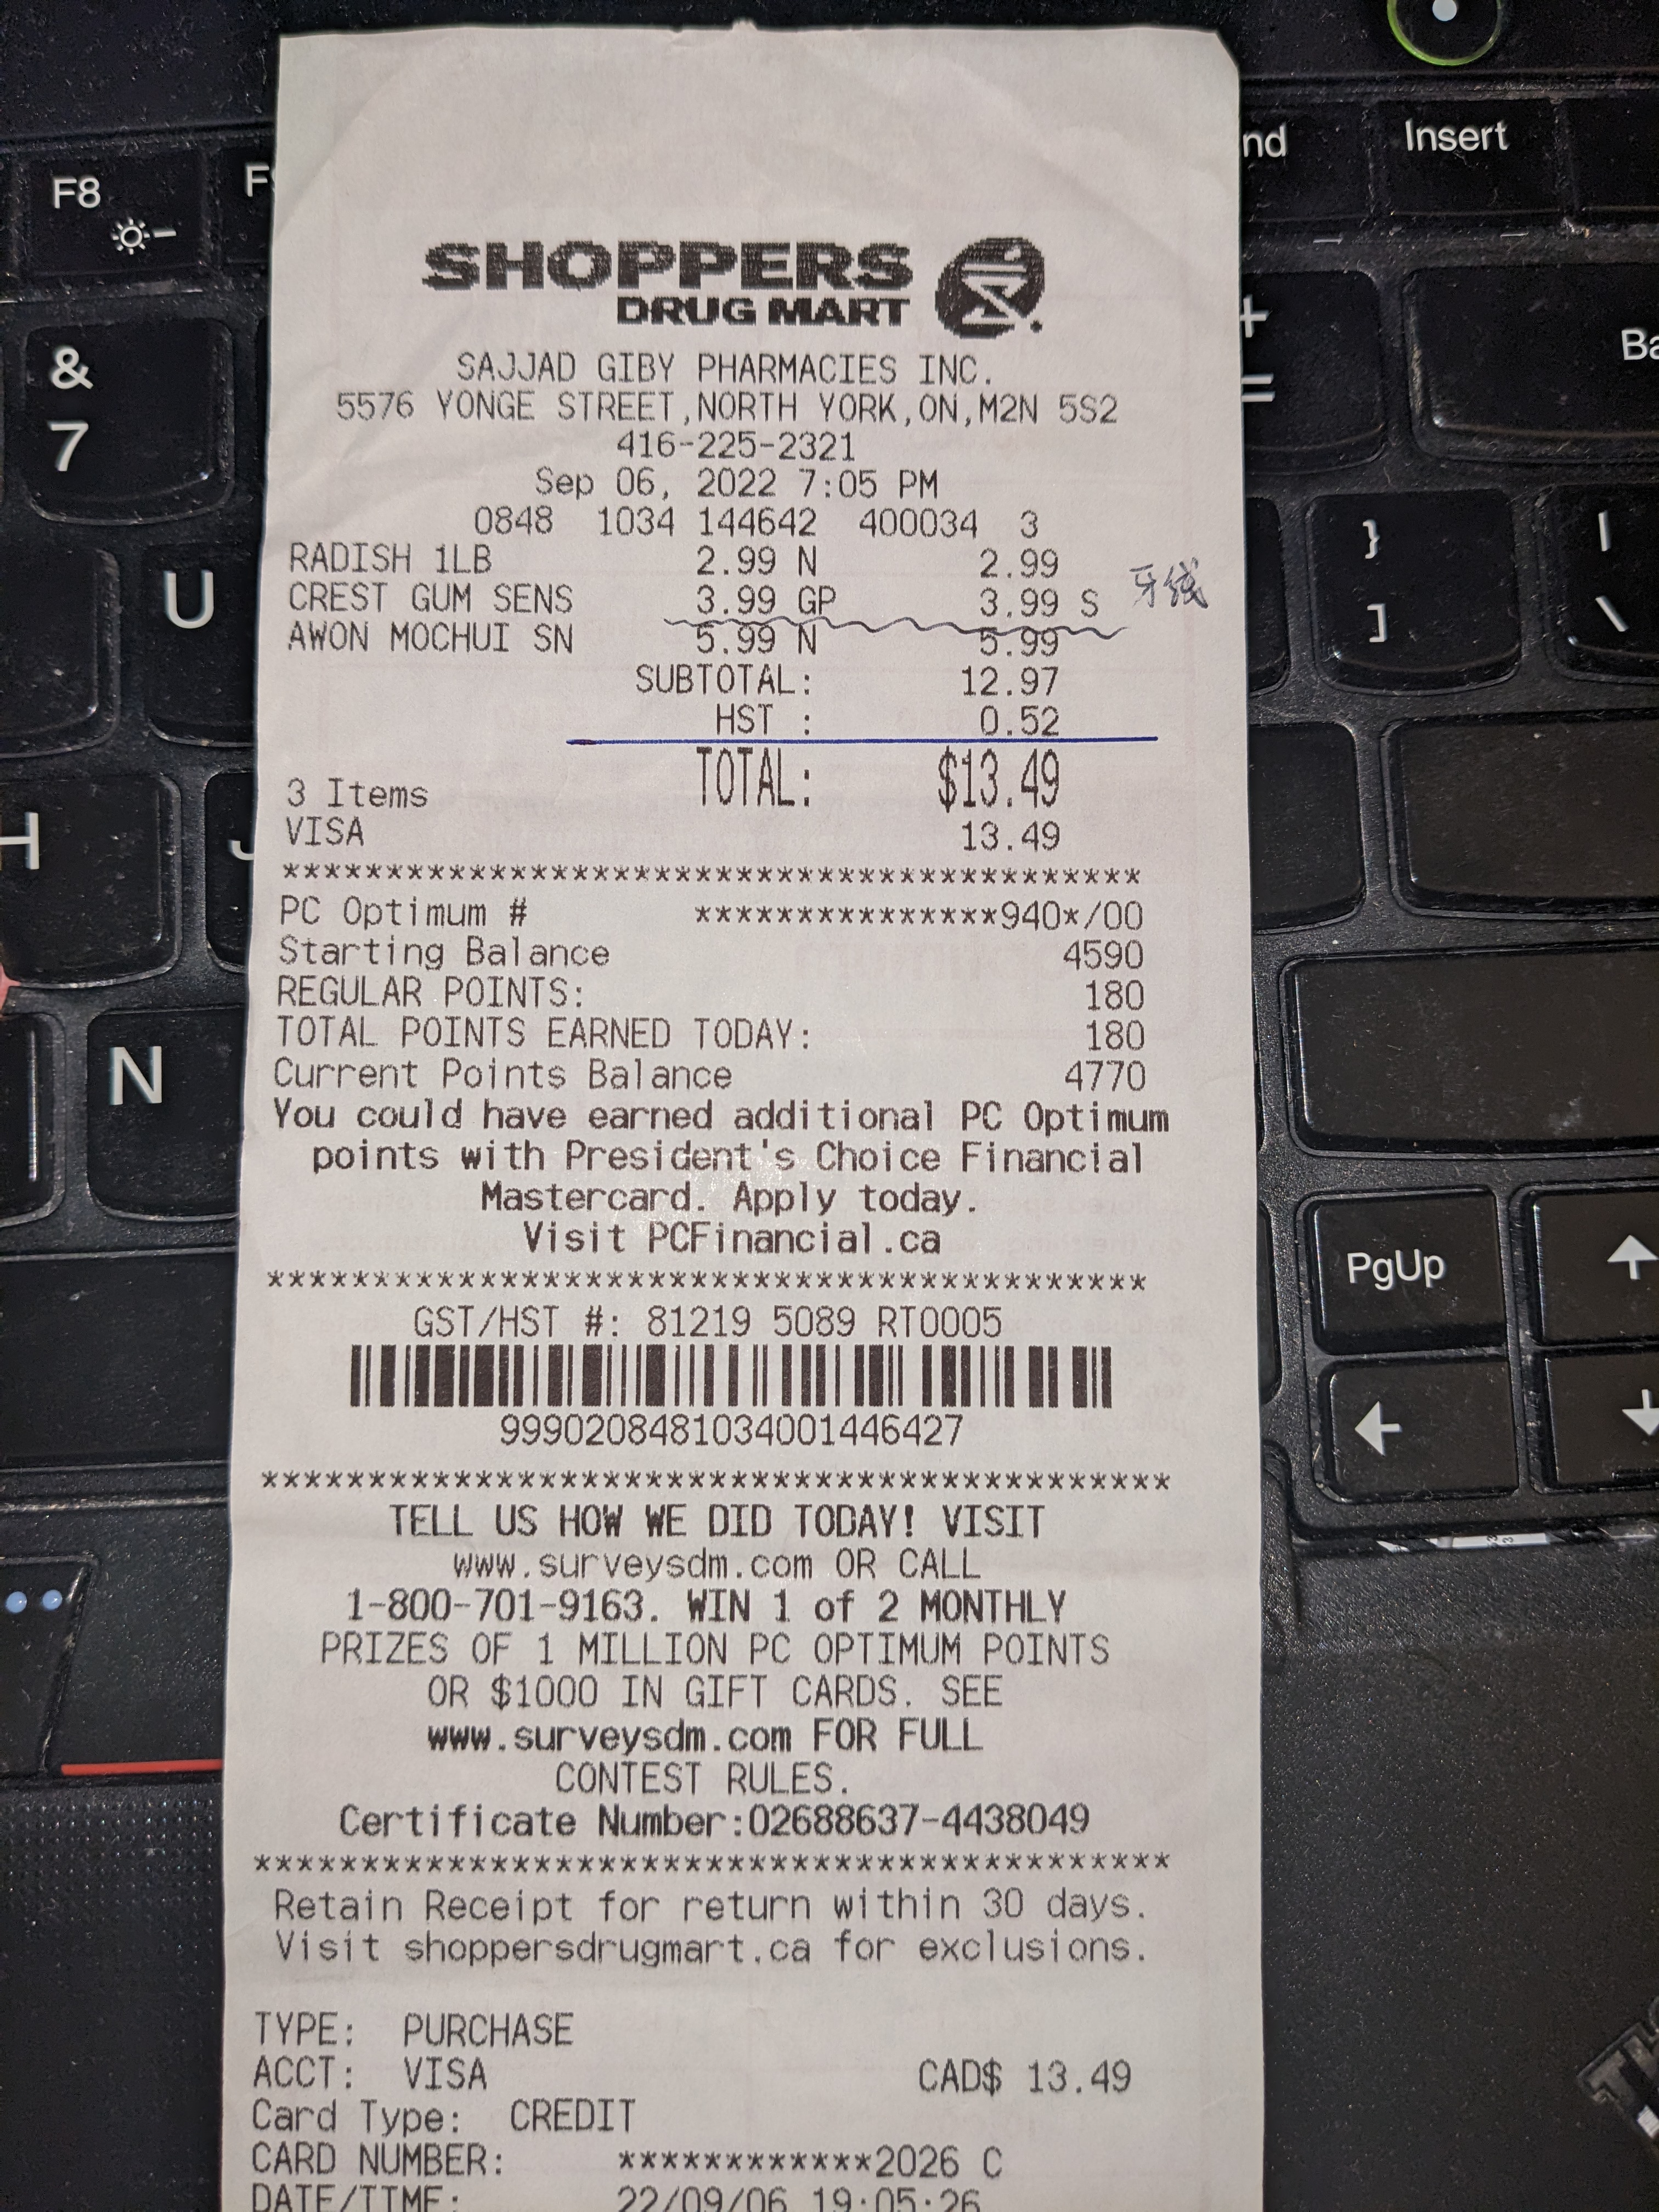 SHOPPERS
DRUG MART
SAJJAD GIBY PHARMACIES INC.
5576 YONGE STREET,NORTH YORK,ON,M2N 5S2
416-225-2321
Sep 06, 2022 7:05 PM
0848 1034 144642 400034 3
RADISH 1LB 2.99 N 2.99
CREST GUM SENS 3.99 GP 3.99 S 牙线
AWON MOCHUI SN 5.99 N 5.99
SUBTOTAL: 12.97
HST : 0.52
TOTAL: $13.49
3 Items
VISA 13.49
******************************************
PC Optimum # ***************940*/00
Starting Balance 4590
REGULAR POINTS: 180
TOTAL POINTS EARNED TODAY: 180
Current Points Balance 4770
You could have earned additional PC Optimum
points with President's Choice Financial
Mastercard. Apply today.
Visit PCFinancial.ca
******************************************
GST/HST #: 81219 5089 RT0005
9990208481034001446427
******************************************
TELL US HOW WE DID TODAY! VISIT
www.surveysdm.com OR CALL
1-800-701-9163. WIN 1 of 2 MONTHLY
PRIZES OF 1 MILLION PC OPTIMUM POINTS
OR $1000 IN GIFT CARDS. SEE
www.surveysdm.com FOR FULL
CONTEST RULES.
Certificate Number:02688637-4438049
******************************************
Retain Receipt for return within 30 days.
Visit shoppersdrugmart.ca for exclusions.
TYPE: PURCHASE
ACCT: VISA CAD$ 13.49
Card Type: CREDIT
CARD NUMBER: ************2026 C
DATE/TIME: 22/09/06 19:05:26
F8
&
7
U
H
J
N
Insert
+
=
}
]
|
\
PgUp